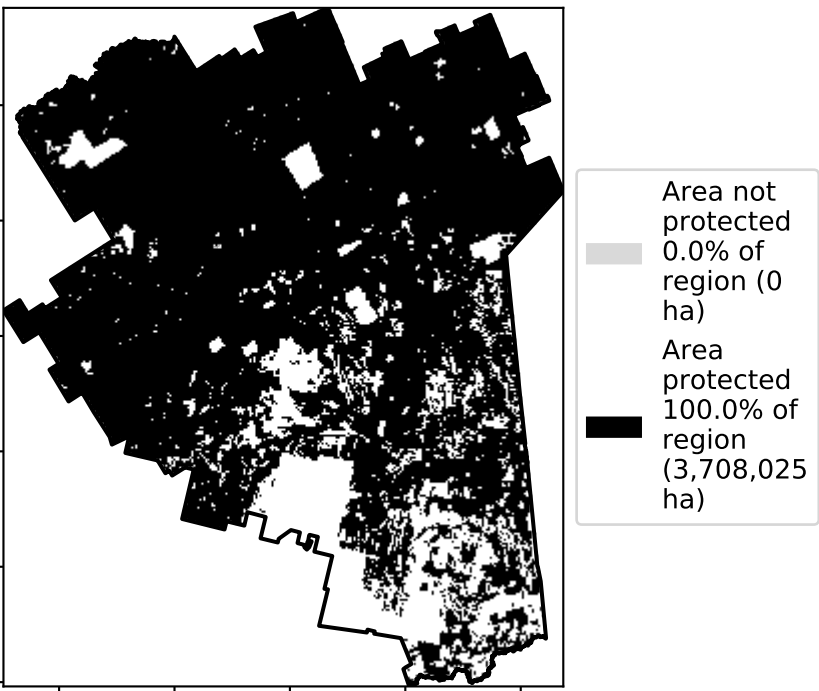 Area not
protected
0.0% of
region (0
ha)
Area
protected
100.0% of
region
(3,708,025
ha)